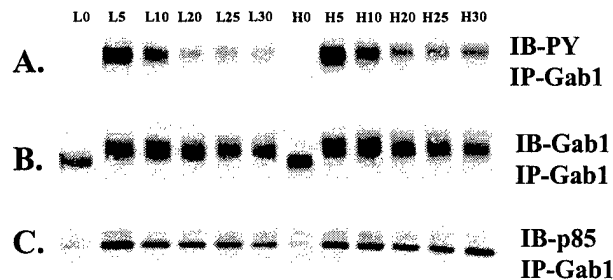 L0 L5 L10 L20 L25 L30 H0 H5 H10 H20 H25 H30
A.
IB-PY
IP-Gab1
B.
IB-Gab1
IP-Gab1
C.
IB-p85
IP-Gab1